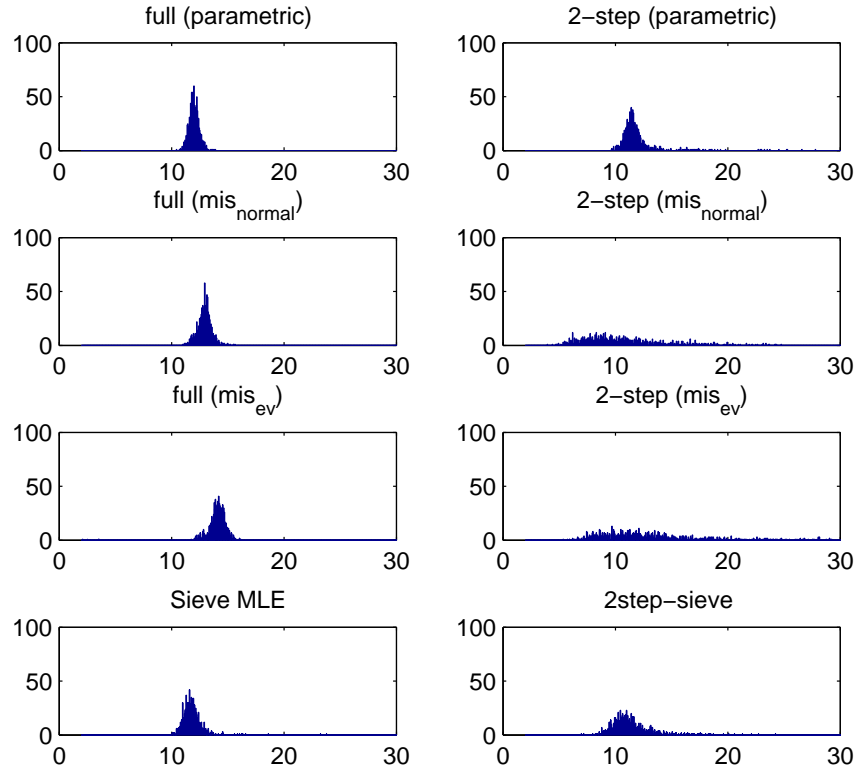 full (parametric)
2−step (parametric)
100
50
0
0 10 20 30
100
50
0
0 10 20 30
full (mis_normal)
2−step (mis_normal)
100
50
0
0 10 20 30
100
50
0
0 10 20 30
full (mis_ev)
2−step (mis_ev)
100
50
0
0 10 20 30
100
50
0
0 10 20 30
Sieve MLE
2step−sieve
100
50
0
0 10 20 30
100
50
0
0 10 20 30